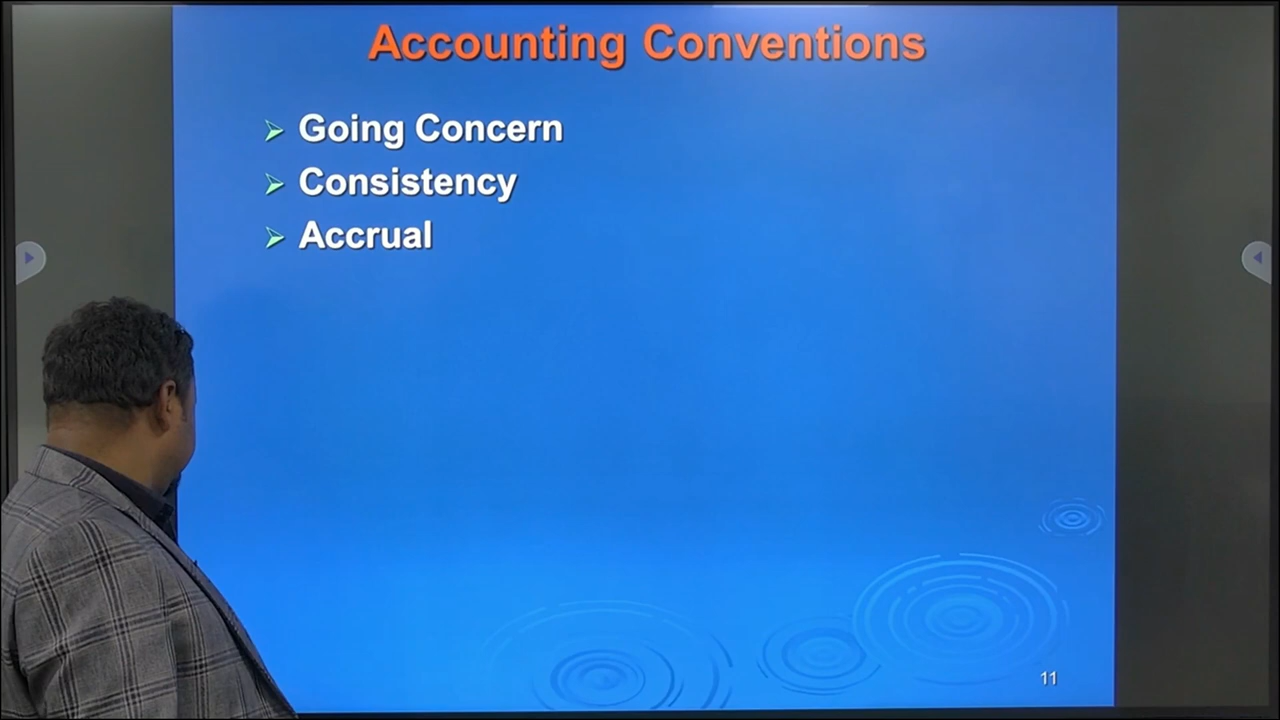 Accounting Conventions
Going Concern
Consistency
Accrual
11